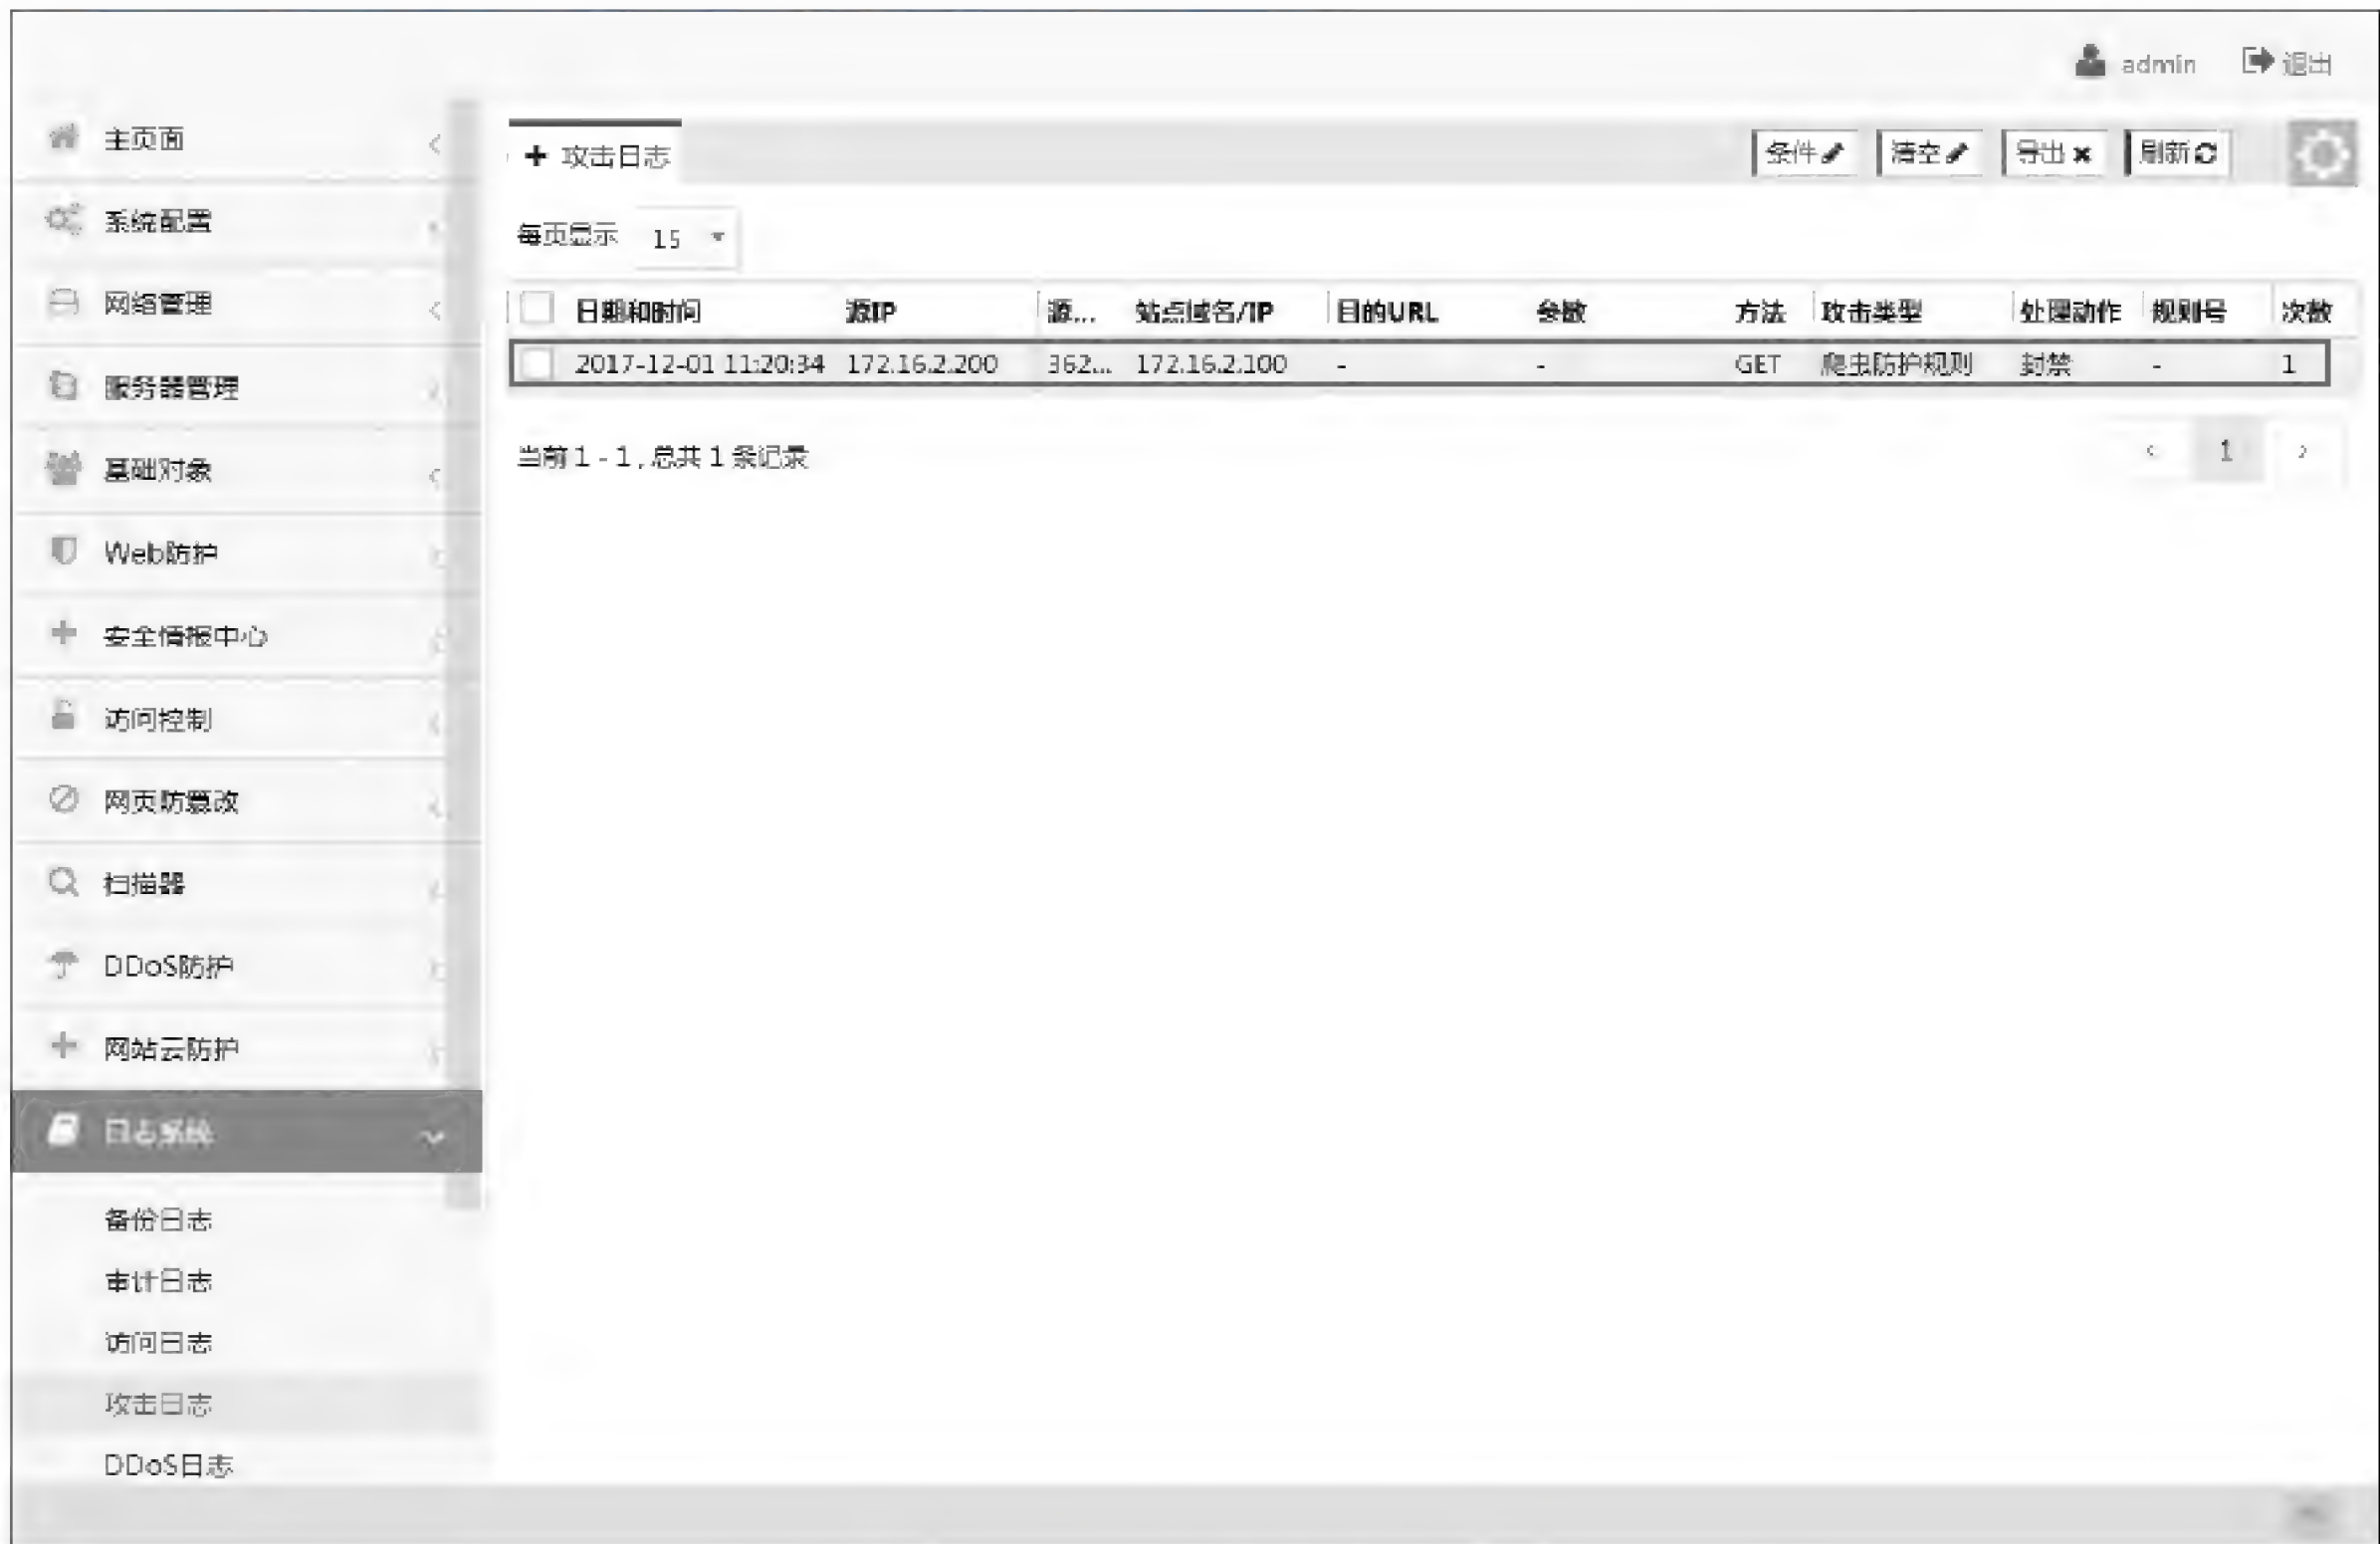 admin 退出
主页面
系统配置
网络管理
服务器管理
基础对象
Web防护
安全情报中心
访问控制
网页防篡改
扫描器
DDoS防护
网站云防护
日志系统
备份日志
审计日志
访问日志
攻击日志
DDoS日志
攻击日志 条件 清空 导出 刷新
每页显示 15
日期和时间 源IP 源... 站点域名/IP 目的URL 参数 方法 攻击类型 处理动作 规则号 次数
2017-12-01 11:20:34 172.16.2.200 362... 172.16.2.100 - - GET 爬虫防护规则 封禁 - 1
当前 1 - 1 , 总共 1 条记录
< 1 >